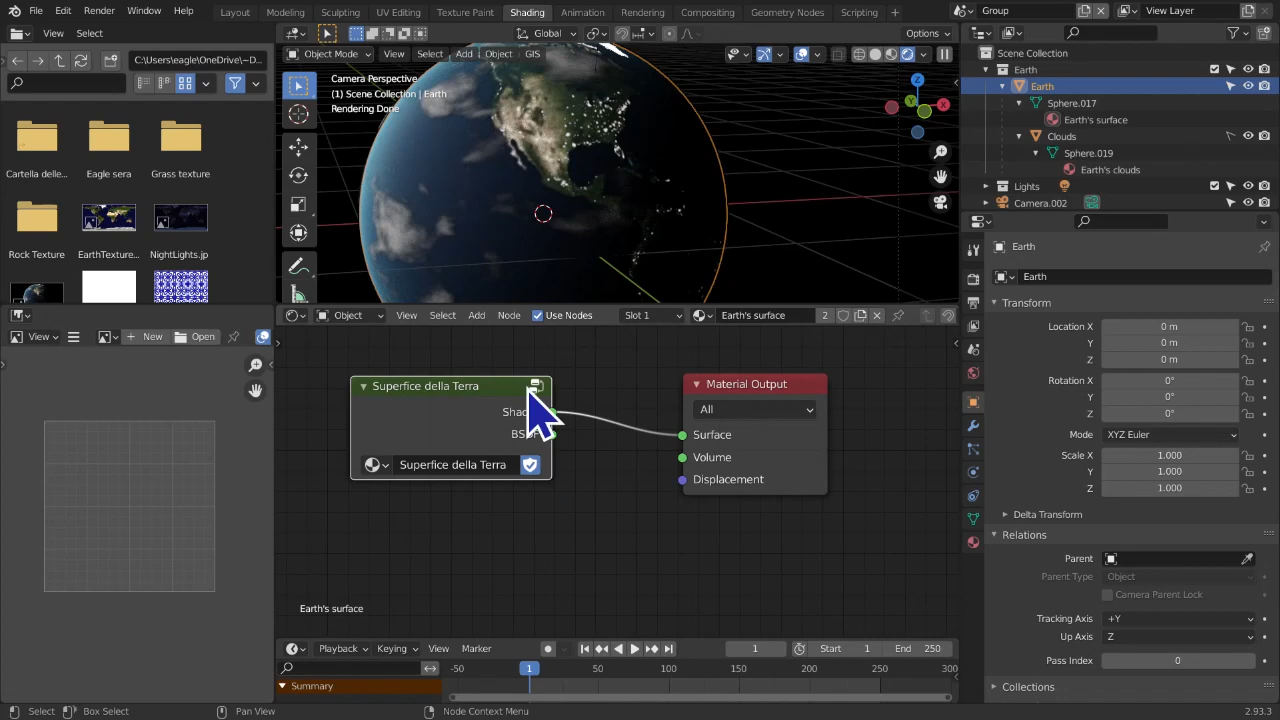 File Edit Render Window Help Layout Modeling Sculpting UV Editing Texture Paint Shading Animation Rendering Compositing Geometry Nodes Scripting + Group View Layer
View Select Global Options
C:\Users\eagle\OneDrive\~D...
Object Mode View Select Add Object GIS
Camera Perspective
(1) Scene Collection | Earth
Rendering Done
X
Y
Z
Cartella delle... Eagle sera Grass texture
Rock Texture EarthTexture... NightLights.jp
Scene Collection
Earth
Earth
Sphere.017
Earth's surface
Clouds
Sphere.019
Earth's clouds
Lights
Camera.002
View New Open
Object View Select Add Node Use Nodes Slot 1 Earth's surface 2
Superfice della Terra
Superfice della Terra
Material Output
All
Surface
Volume
Displacement
Earth's surface
Earth
Earth
Transform
Location X 0 m
Y 0 m
Z 0 m
Rotation X 0°
Y 0°
Z 0°
Mode XYZ Euler
Scale X 1.000
Y 1.000
Z 1.000
Delta Transform
Relations
Parent
Parent Type Object
Camera Parent Lock
Tracking Axis +Y
Up Axis Z
Pass Index 0
Collections
Playback Keying View Marker 1 Start 1 End 250
-50 1 50 100 150 200 250 300
Summary
Select Box Select Pan View Node Context Menu 2.93.3